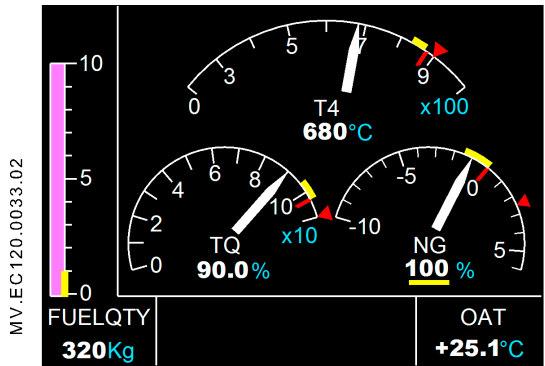 MV.EC120.0033.02
10
5
0
FUELQTY
320Kg
0
3
5
7
9
x100
T4
680°C
0
2
4
6
8
10
x10
TQ
90.0 %
-10
-5
0
5
NG
100 %
OAT
+25.1°C